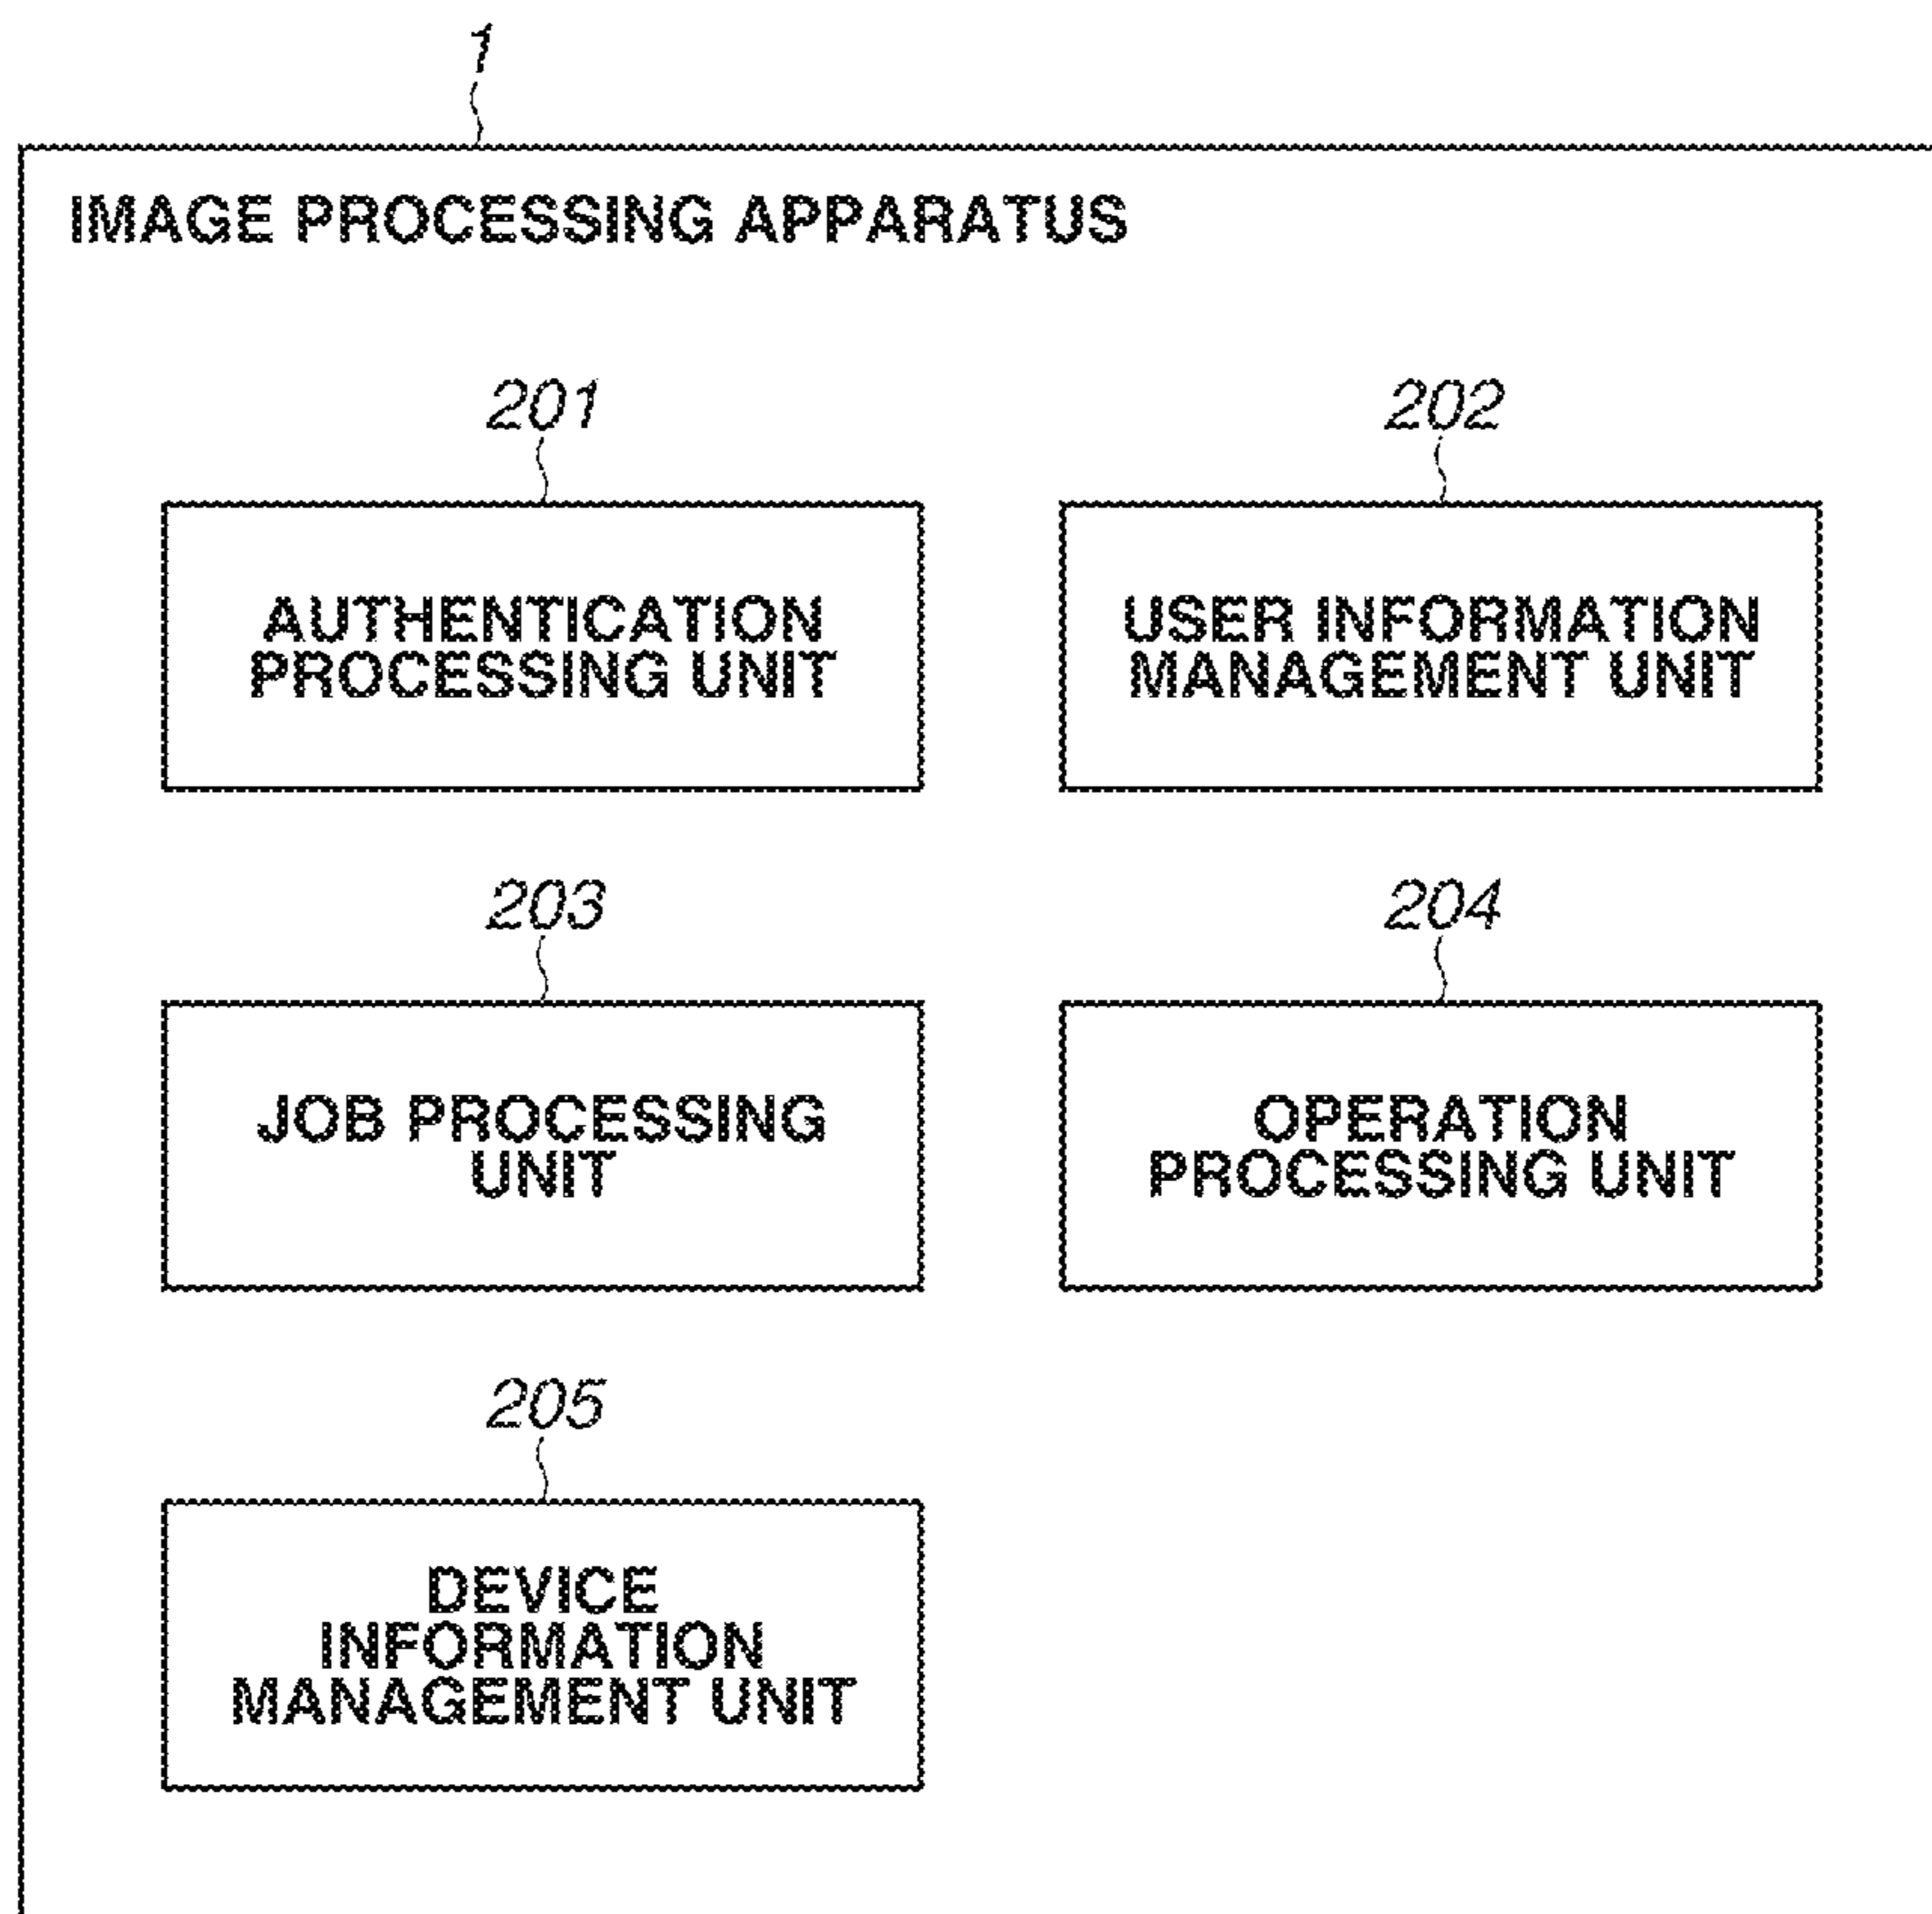 1
IMAGE PROCESSING APPARATUS
201
202
AUTHENTICATION
PROCESSING UNIT
USER INFORMATION
MANAGEMENT UNIT
203
204
JOB PROCESSING
UNIT
OPERATION
PROCESSING UNIT
205
DEVICE
INFORMATION
MANAGEMENT UNIT